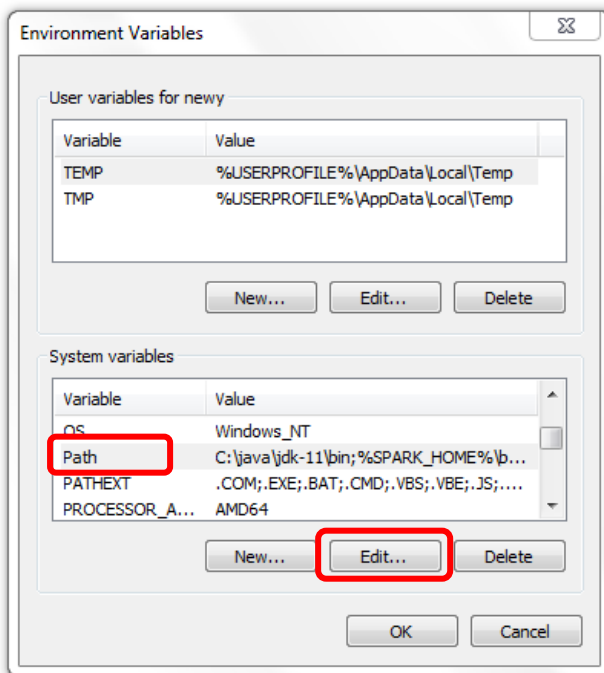 Environment Variables
User variables for newy
Variable Value
TEMP %USERPROFILE%\AppData\Local\Temp
TMP %USERPROFILE%\AppData\Local\Temp
New... Edit... Delete
System variables
Variable Value
OS Windows_NT
Path C:\java\jdk-11\bin;%SPARK_HOME%\b...
PATHEXT .COM;.EXE;.BAT;.CMD;.VBS;.VBE;.JS;....
PROCESSOR_A... AMD64
New... Edit... Delete
OK Cancel